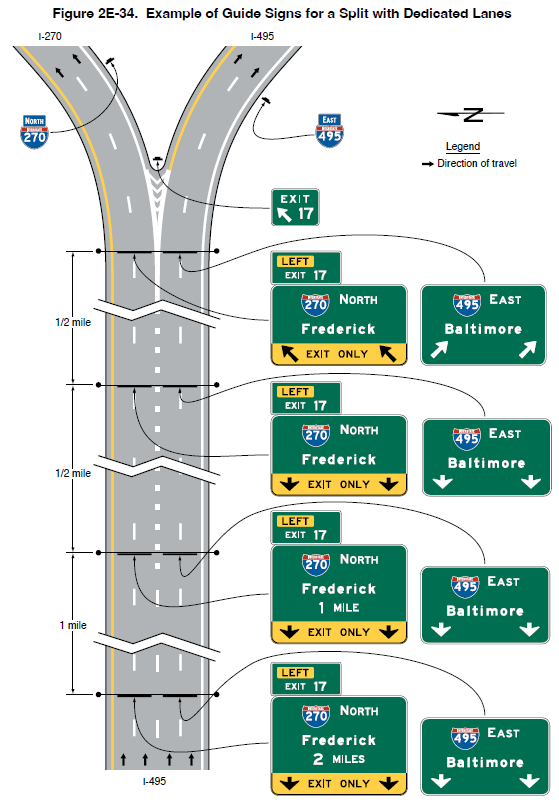 Figure 2E-34. Example of Guide Signs for a Split with Dedicated Lanes
I-270
I-495
NORTH
270
EAST
495
N
Legend
Direction of travel
EXIT
17
LEFT
EXIT 17
270 NORTH
Frederick
EXIT ONLY
495 EAST
Baltimore
1/2 mile
LEFT
EXIT 17
270 NORTH
Frederick
EXIT ONLY
495 EAST
Baltimore
1/2 mile
LEFT
EXIT 17
270 NORTH
Frederick
1 MILE
EXIT ONLY
495 EAST
Baltimore
1 mile
LEFT
EXIT 17
270 NORTH
Frederick
2 MILES
EXIT ONLY
495 EAST
Baltimore
I-495